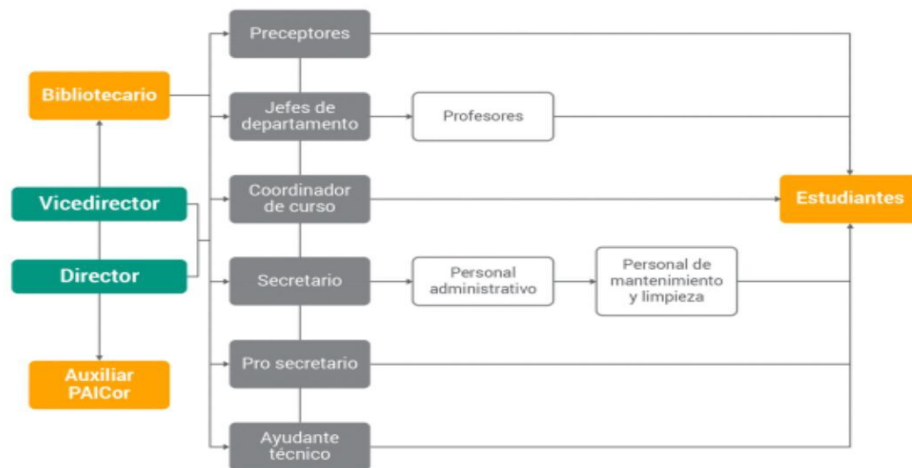 Preceptores
Bibliotecario
Jefes de
departamento
Profesores
Vicedirector
Coordinador
de curso
Estudiantes
Director
Secretario
Personal
administrativo
Personal de
mantenimiento
y limpieza
Auxiliar
PAICor
Pro secretario
Ayudante
técnico